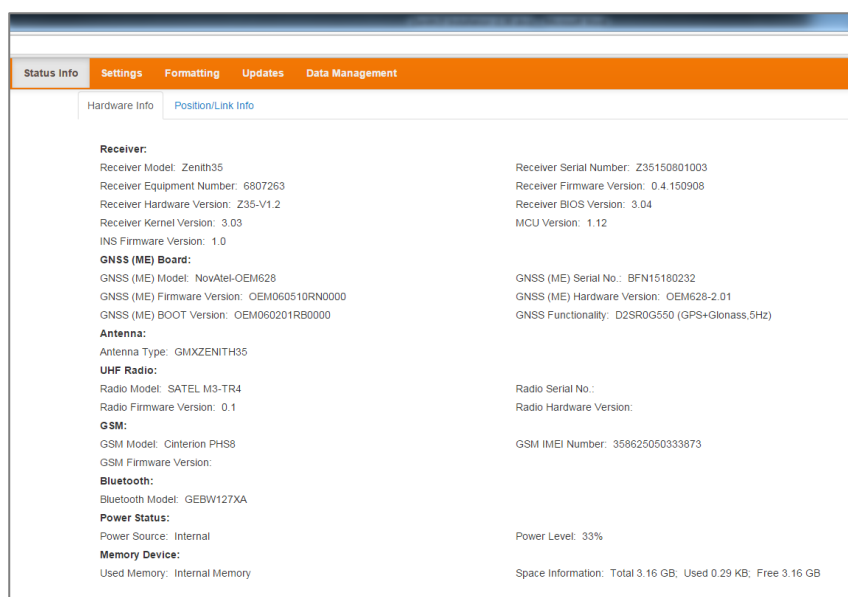 Status Info Settings Formatting Updates Data Management
Hardware Info Position/Link Info
Receiver:
Receiver Model: Zenith35 Receiver Serial Number: Z35150801003
Receiver Equipment Number: 6807263 Receiver Firmware Version: 0.4.150908
Receiver Hardware Version: Z35-V1.2 Receiver BIOS Version: 3.04
Receiver Kernel Version: 3.03 MCU Version: 1.12
INS Firmware Version: 1.0
GNSS (ME) Board:
GNSS (ME) Model: NovAtel-OEM628 GNSS (ME) Serial No.: BFN15180232
GNSS (ME) Firmware Version: OEM060510RN0000 GNSS (ME) Hardware Version: OEM628-2.01
GNSS (ME) BOOT Version: OEM060201RB0000 GNSS Functionality: D2SR0G550 (GPS+Glonass,5Hz)
Antenna:
Antenna Type: GMXZENITH35
UHF Radio:
Radio Model: SATEL M3-TR4 Radio Serial No.:
Radio Firmware Version: 0.1 Radio Hardware Version:
GSM:
GSM Model: Cinterion PHS8 GSM IMEI Number: 358625050333873
GSM Firmware Version:
Bluetooth:
Bluetooth Model: GEBW127XA
Power Status:
Power Source: Internal Power Level: 33%
Memory Device:
Used Memory: Internal Memory Space Information: Total 3.16 GB; Used 0.29 KB; Free 3.16 GB